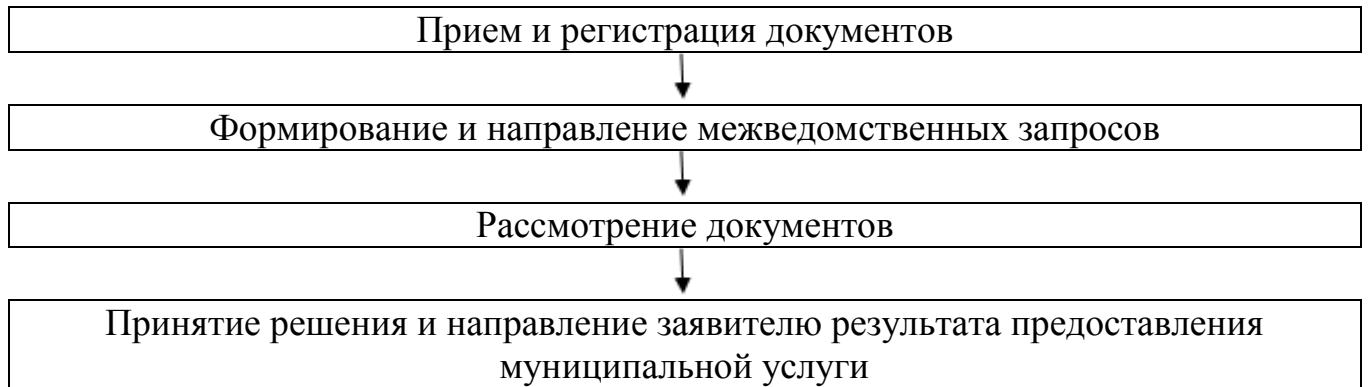 Прием и регистрация документов
Формирование и направление межведомственных запросов
Рассмотрение документов
Принятие решения и направление заявителю результата предоставления
муниципальной услуги